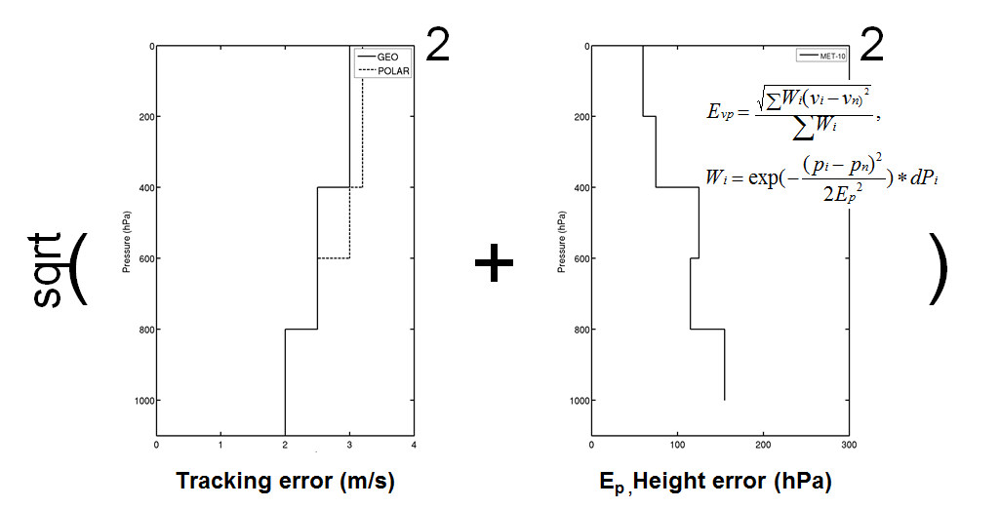 sqrt (
2
GEO
POLAR
0
200
400
600
800
1000
Pressure (hPa)
0 1 2 3 4
Tracking error (m/s)
+
2
MET-10
0
200
400
600
800
1000
Pressure (hPa)
0 100 200 300
E_vp = √∑W_i(v_i − v_n)^2 / ∑W_i ,
W_i = exp(− (p_i − p_n)^2 / 2E_p^2 ) * dP_i
E_p ,Height error (hPa)
)